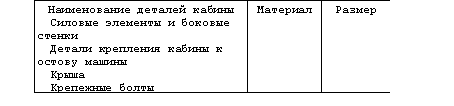 Наименование деталей кабины Материал Размер
Силовые элементы и боковые
стенки
Детали крепления кабины к
остову машины
Крыша
Крепежные болты